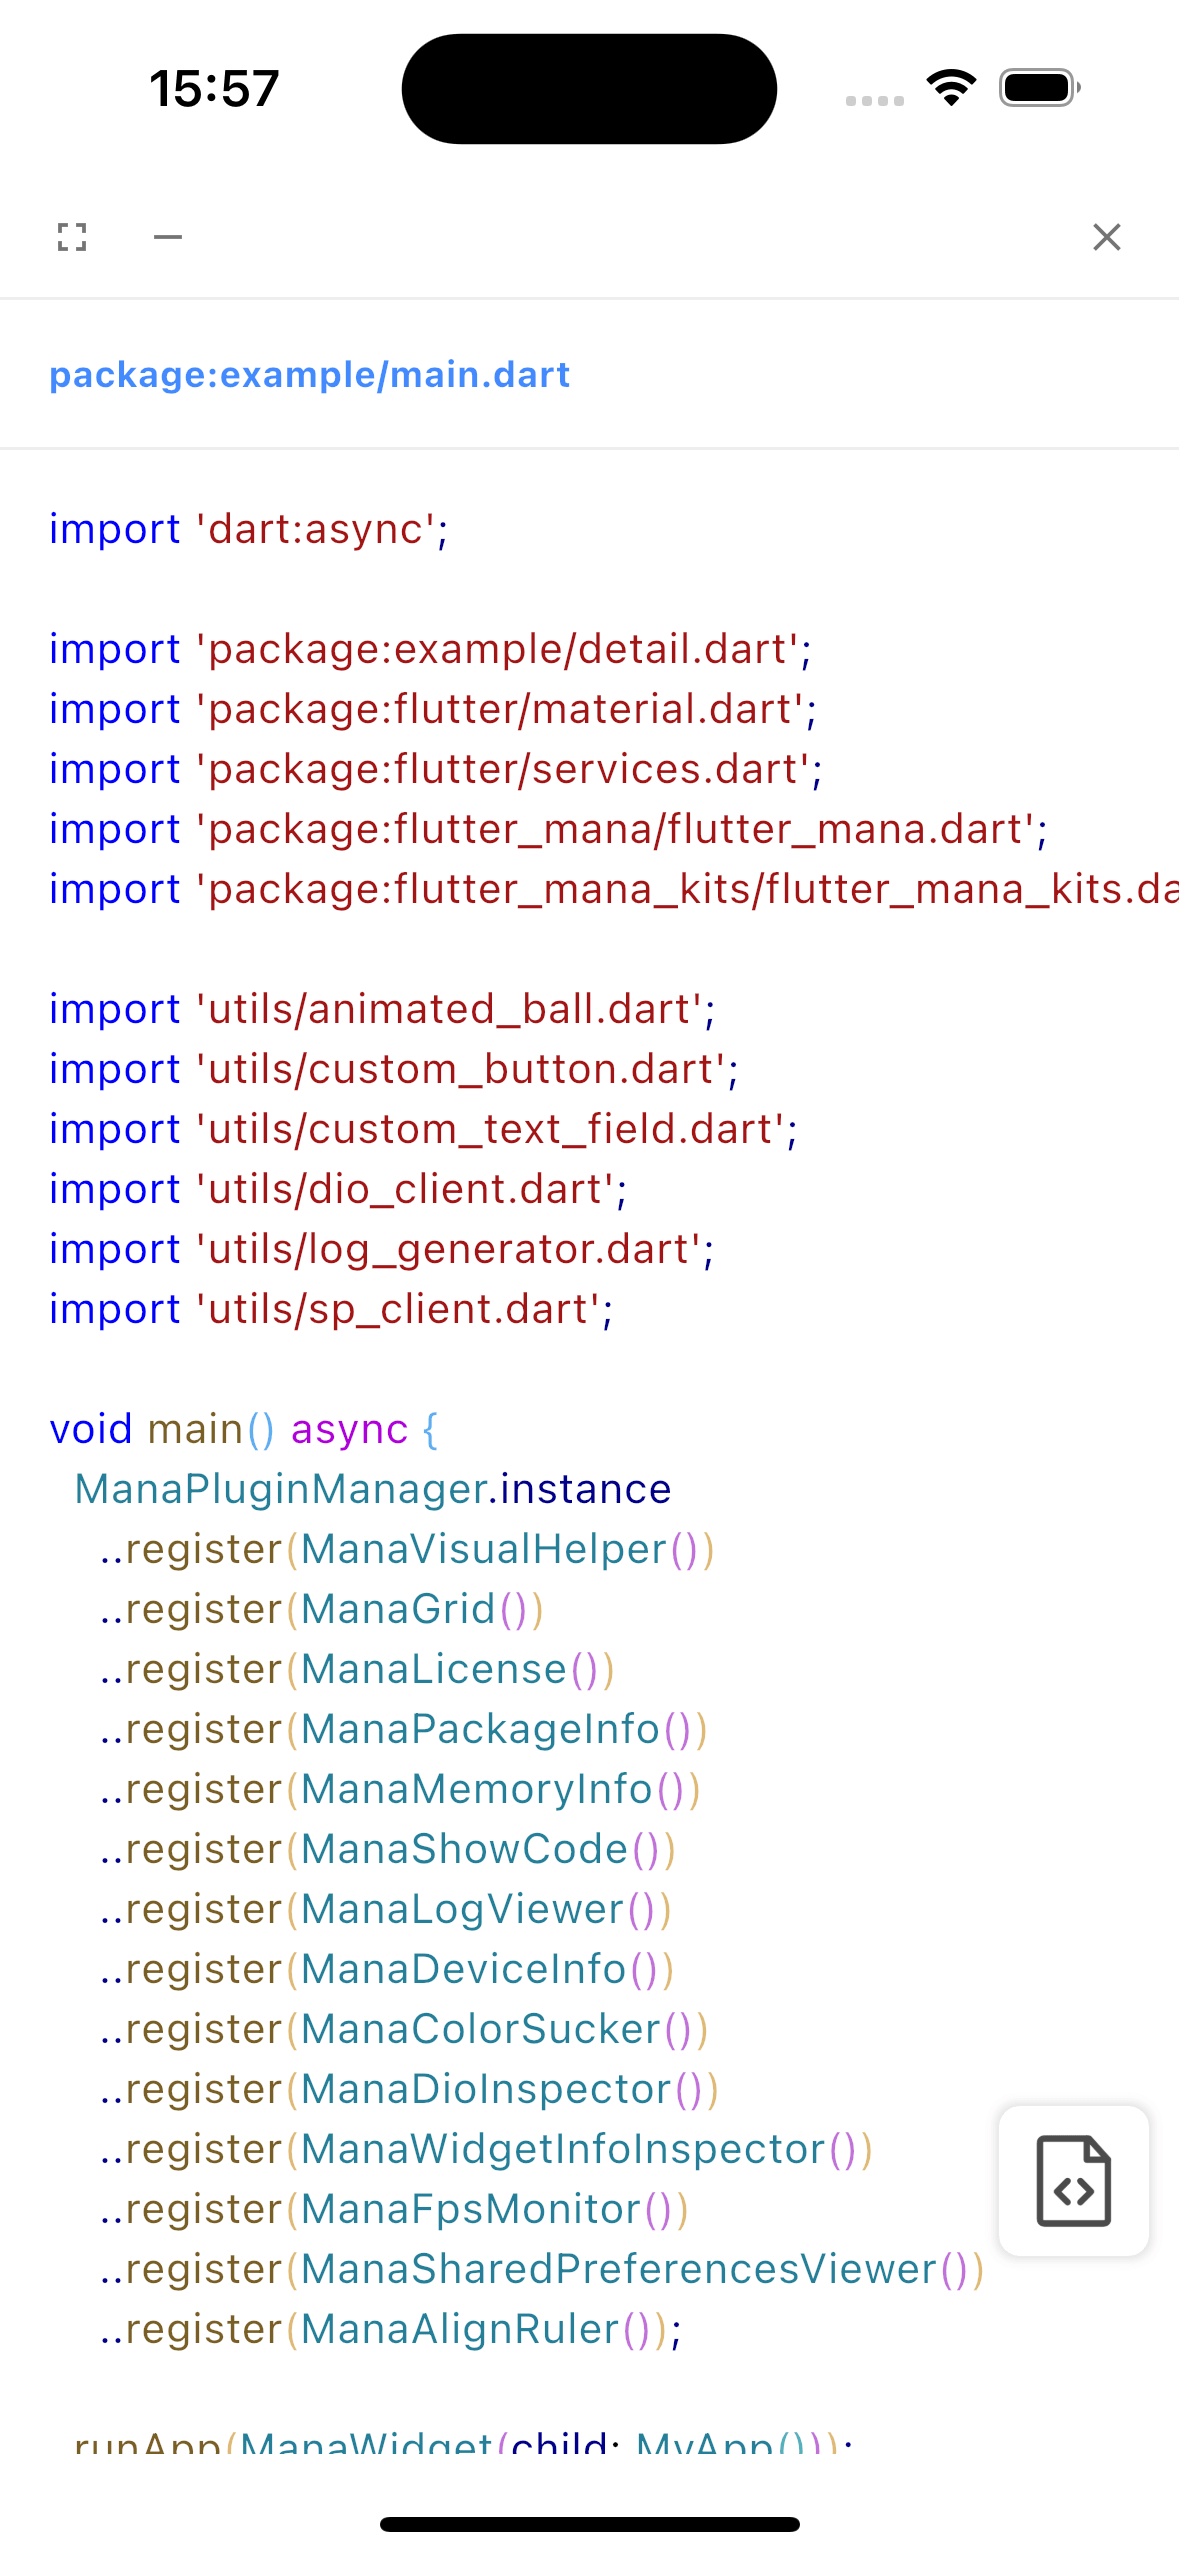 15:57
package:example/main.dart
import 'dart:async';
import 'package:example/detail.dart';
import 'package:flutter/material.dart';
import 'package:flutter/services.dart';
import 'package:flutter_mana/flutter_mana.dart';
import 'package:flutter_mana_kits/flutter_mana_kits.da
import 'utils/animated_ball.dart';
import 'utils/custom_button.dart';
import 'utils/custom_text_field.dart';
import 'utils/dio_client.dart';
import 'utils/log_generator.dart';
import 'utils/sp_client.dart';
void main() async {
  ManaPluginManager.instance
    ..register(ManaVisualHelper())
    ..register(ManaGrid())
    ..register(ManaLicense())
    ..register(ManaPackageInfo())
    ..register(ManaMemoryInfo())
    ..register(ManaShowCode())
    ..register(ManaLogViewer())
    ..register(ManaDeviceInfo())
    ..register(ManaColorSucker())
    ..register(ManaDioInspector())
    ..register(ManaWidgetInfoInspector())
    ..register(ManaFpsMonitor())
    ..register(ManaSharedPreferencesViewer())
    ..register(ManaAlignRuler());
  runApp(ManaWidget(child: MyApp()));